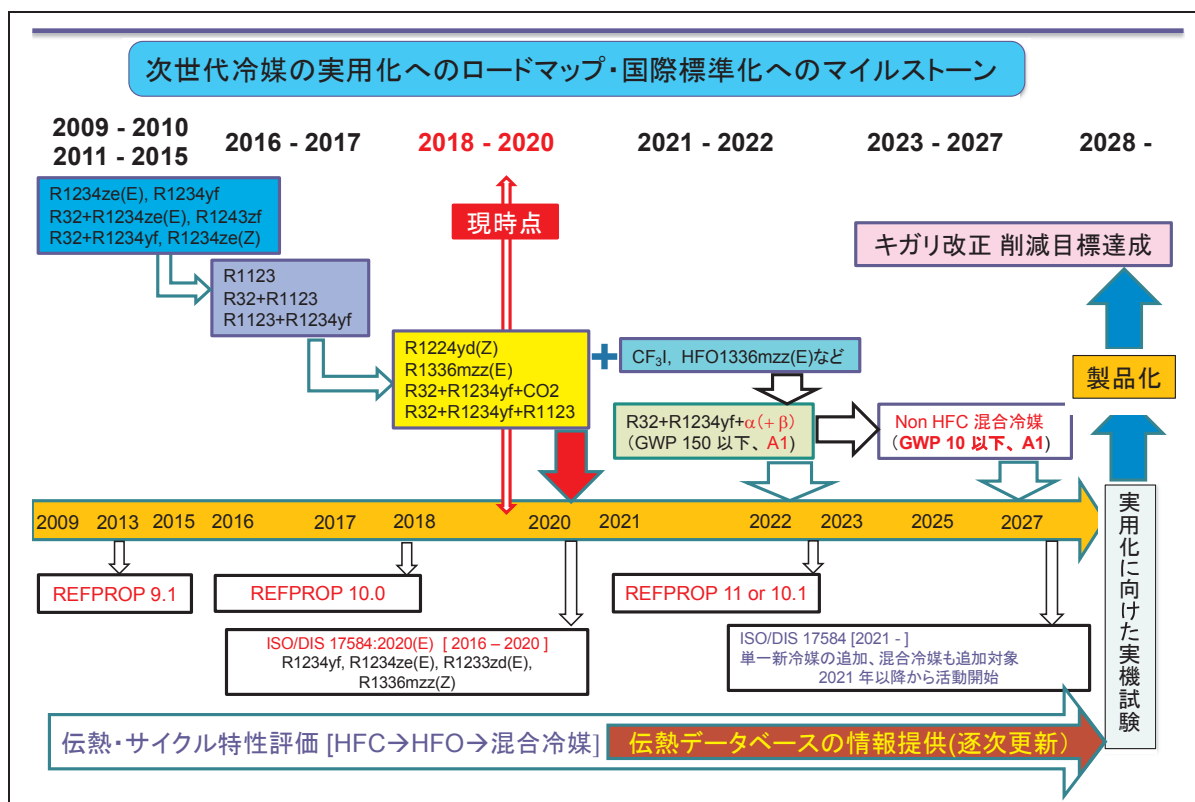 次世代冷媒の実用化へのロードマップ・国際標準化へのマイルストーン
2009 - 2010
2011 - 2015
2016 - 2017
2018 - 2020
2021 - 2022
2023 - 2027
2028 -
R1234ze(E), R1234yf
R32+R1234ze(E), R1243zf
R32+R1234yf, R1234ze(Z)
現時点
キガリ改正 削減目標達成
R1123
R32+R1123
R1123+R1234yf
R1224yd(Z)
R1336mzz(E)
R32+R1234yf+CO2
R32+R1234yf+R1123
+
CF₃I, HFO1336mzz(E)など
製品化
R32+R1234yf+α(+ β)
(GWP 150 以下、A1)
Non HFC 混合冷媒
(GWP 10 以下、A1)
2009 2013 2015 2016 2017 2018 2020 2021 2022 2023 2025 2027
実用化に向けた実機試験
REFPROP 9.1
REFPROP 10.0
REFPROP 11 or 10.1
ISO/DIS 17584:2020(E) [ 2016 – 2020 ]
R1234yf, R1234ze(E), R1233zd(E),
R1336mzz(Z)
ISO/DIS 17584 [2021 - ]
単一新冷媒の追加、混合冷媒も追加対象
2021 年以降から活動開始
伝熱・サイクル特性評価 [HFC→HFO→混合冷媒]
伝熱データベースの情報提供(逐次更新)